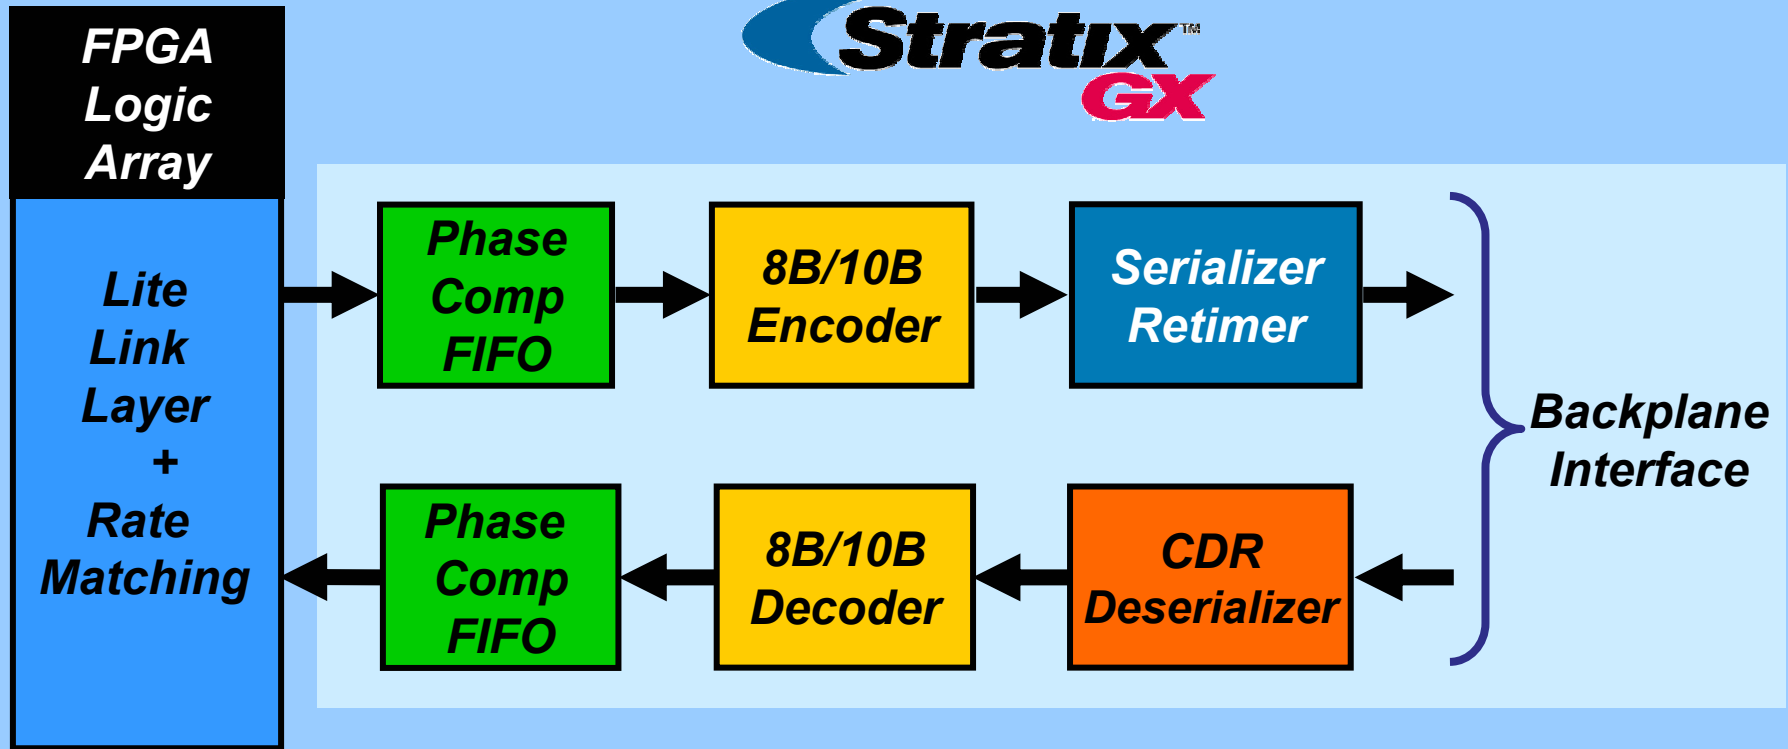 FPGA
Logic
Array
Stratix™
GX
Lite
Link
Layer
+
Rate
Matching
Phase
Comp
FIFO
8B/10B
Encoder
Serializer
Retimer
Phase
Comp
FIFO
8B/10B
Decoder
CDR
Deserializer
Backplane
Interface